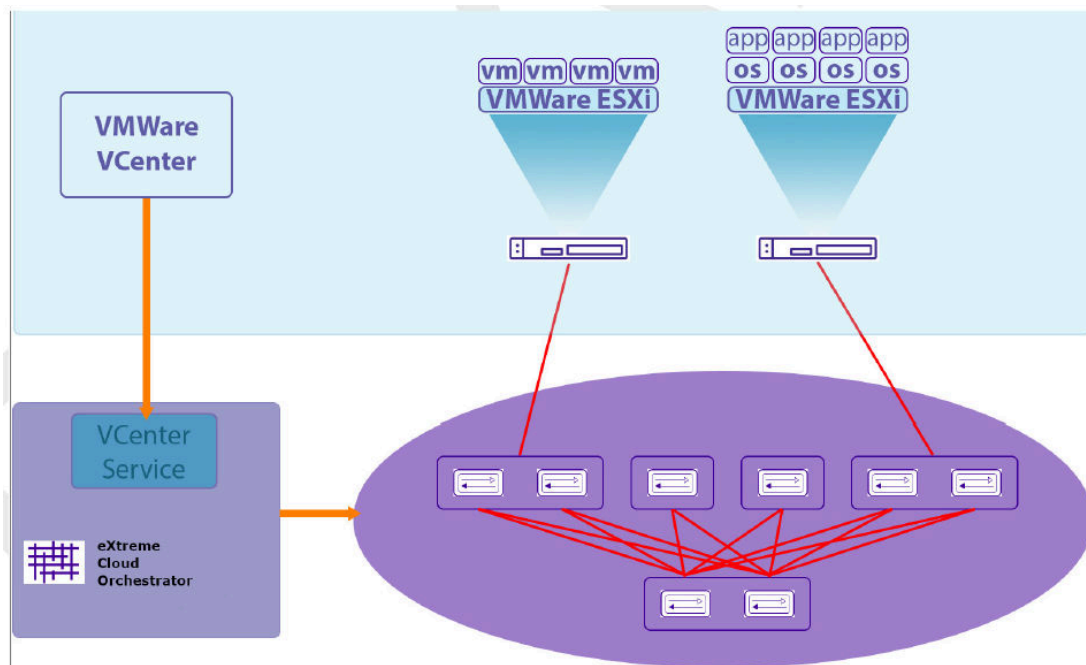 app app app app
vm vm vm vm
os os os os
VMWare ESXi
VMWare ESXi
VMWare
VCenter
VCenter
Service
eXtreme
Cloud
Orchestrator